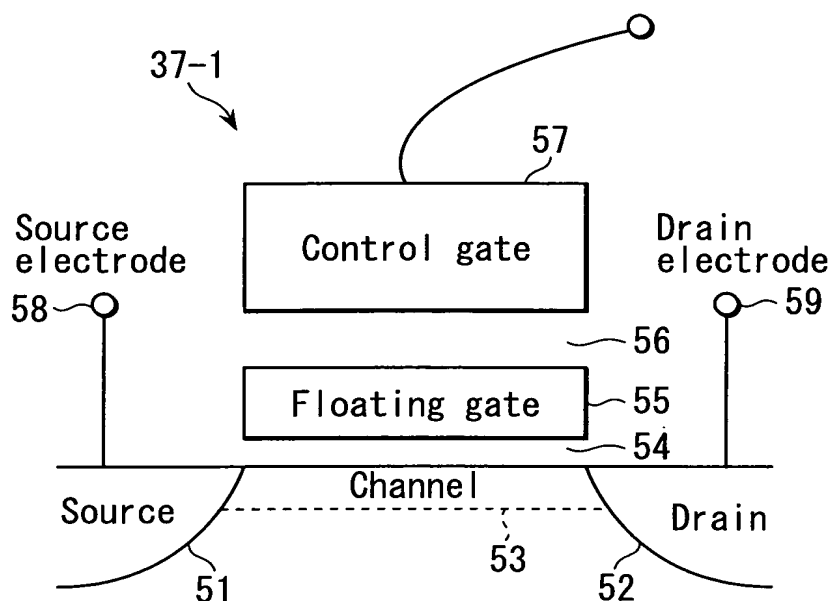 37-1
57
Source
electrode
Control gate
Drain
electrode
58
59
56
Floating gate
55
54
Channel
Source
Drain
53
51
52